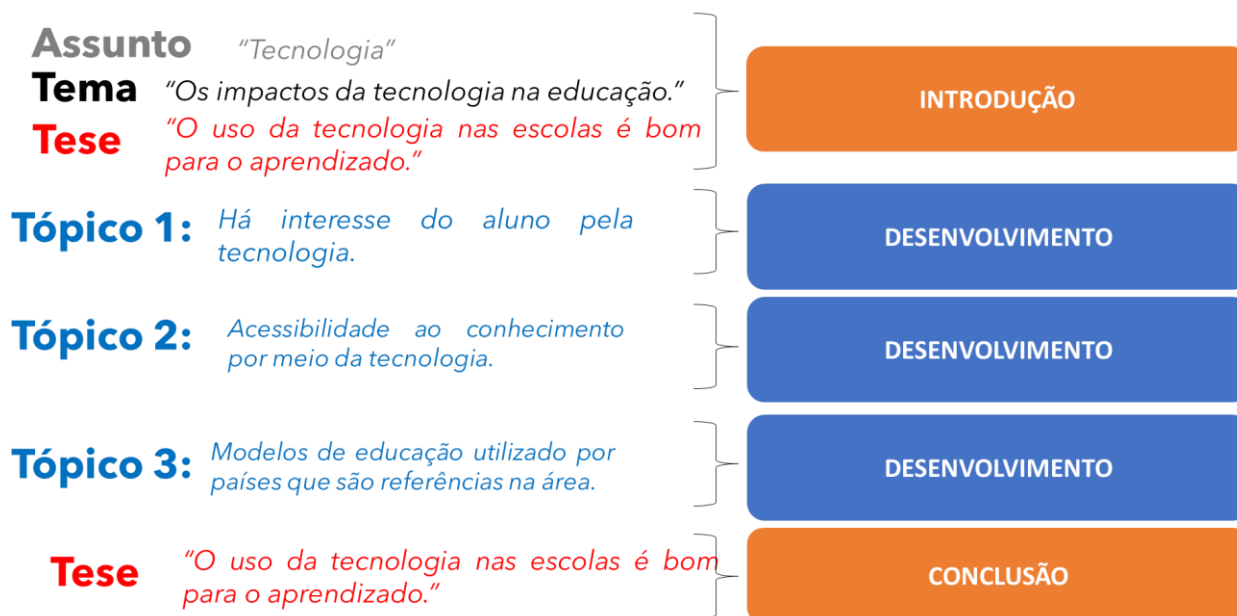 Assunto “Tecnologia”
Tema “Os impactos da tecnologia na educação.”
Tese “O uso da tecnologia nas escolas é bom
para o aprendizado.”
INTRODUÇÃO
Tópico 1: Há interesse do aluno pela
tecnologia.
DESENVOLVIMENTO
Tópico 2: Acessibilidade ao conhecimento
por meio da tecnologia.
DESENVOLVIMENTO
Tópico 3: Modelos de educação utilizado por
países que são referências na área.
DESENVOLVIMENTO
Tese “O uso da tecnologia nas escolas é bom
para o aprendizado.”
CONCLUSÃO